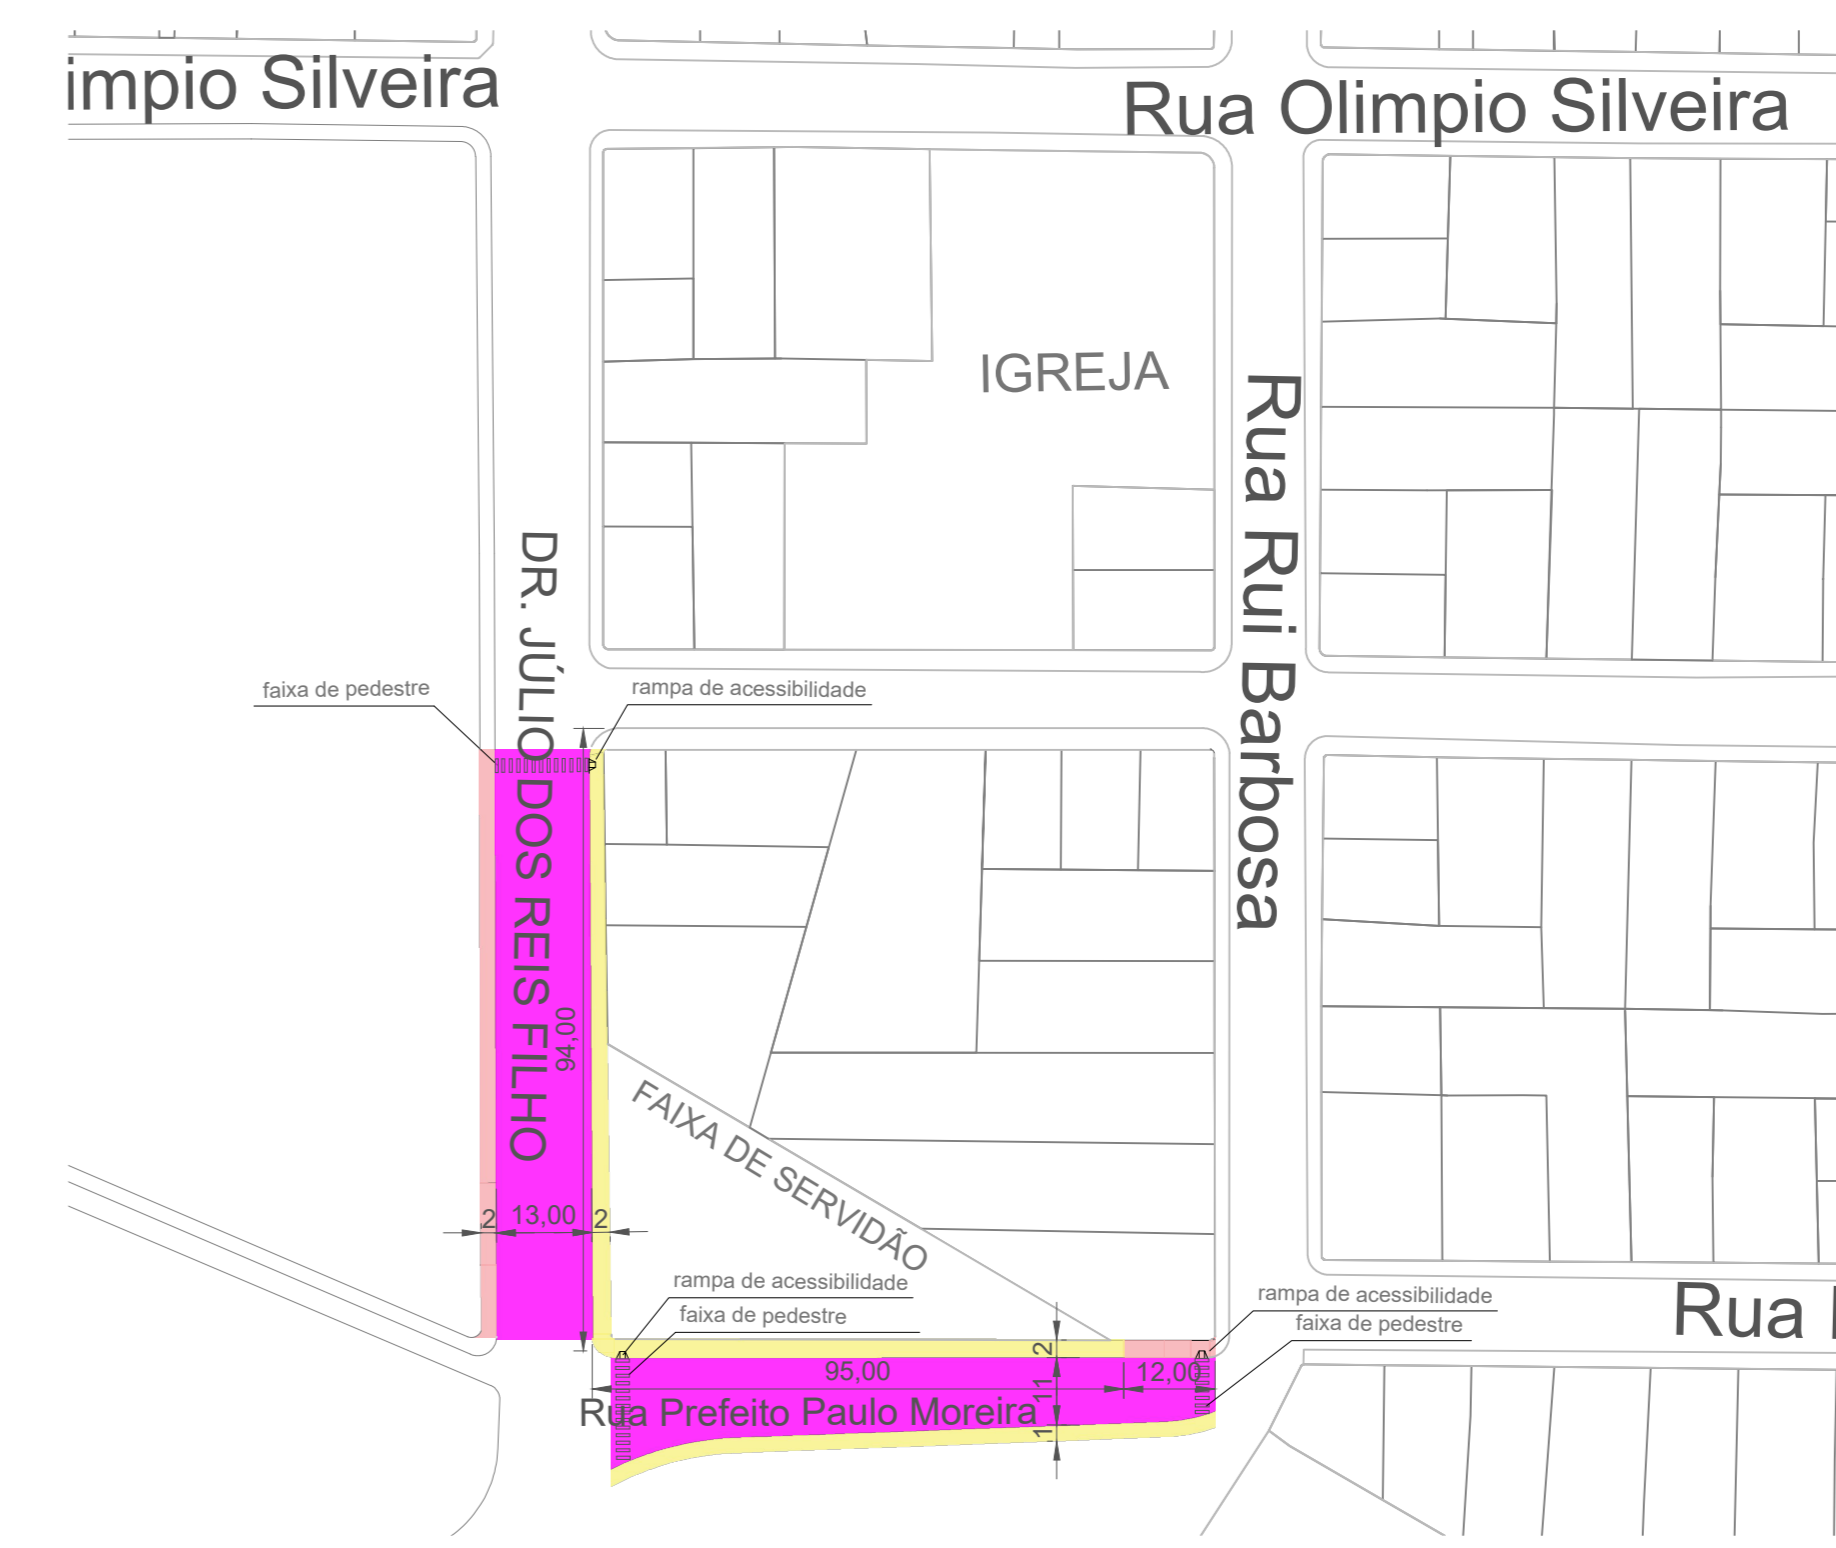 impio Silveira
Rua Olimpio Silveira
IGREJA
Rua Rui Barbosa
DR. JÚLIO DOS REIS FILHO
faixa de pedestre
rampa de acessibilidade
94,00
FAIXA DE SERVIDÃO
2
13,00
2
rampa de acessibilidade
faixa de pedestre
rampa de acessibilidade
faixa de pedestre
Rua
2
95,00
11
12,00
Rua Prefeito Paulo Moreira
1